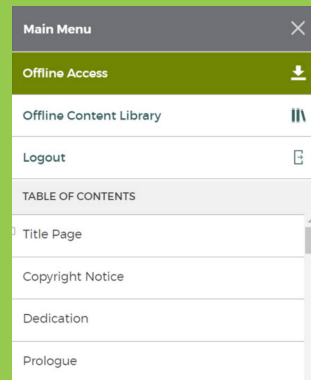 Main Menu
Offline Access
Offline Content Library
Logout
TABLE OF CONTENTS
Title Page
Copyright Notice
Dedication
Prologue